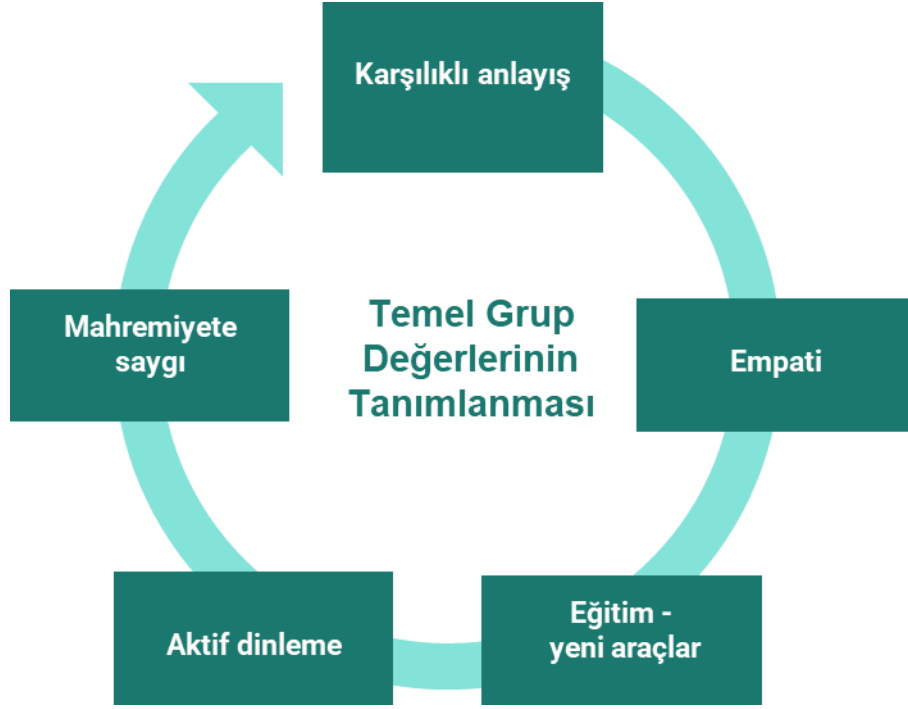 Karşılıklı anlayış
Temel Grup
Değerlerinin
Tanımlanması
Empati
Eğitim -
yeni araçlar
Aktif dinleme
Mahremiyete
saygı